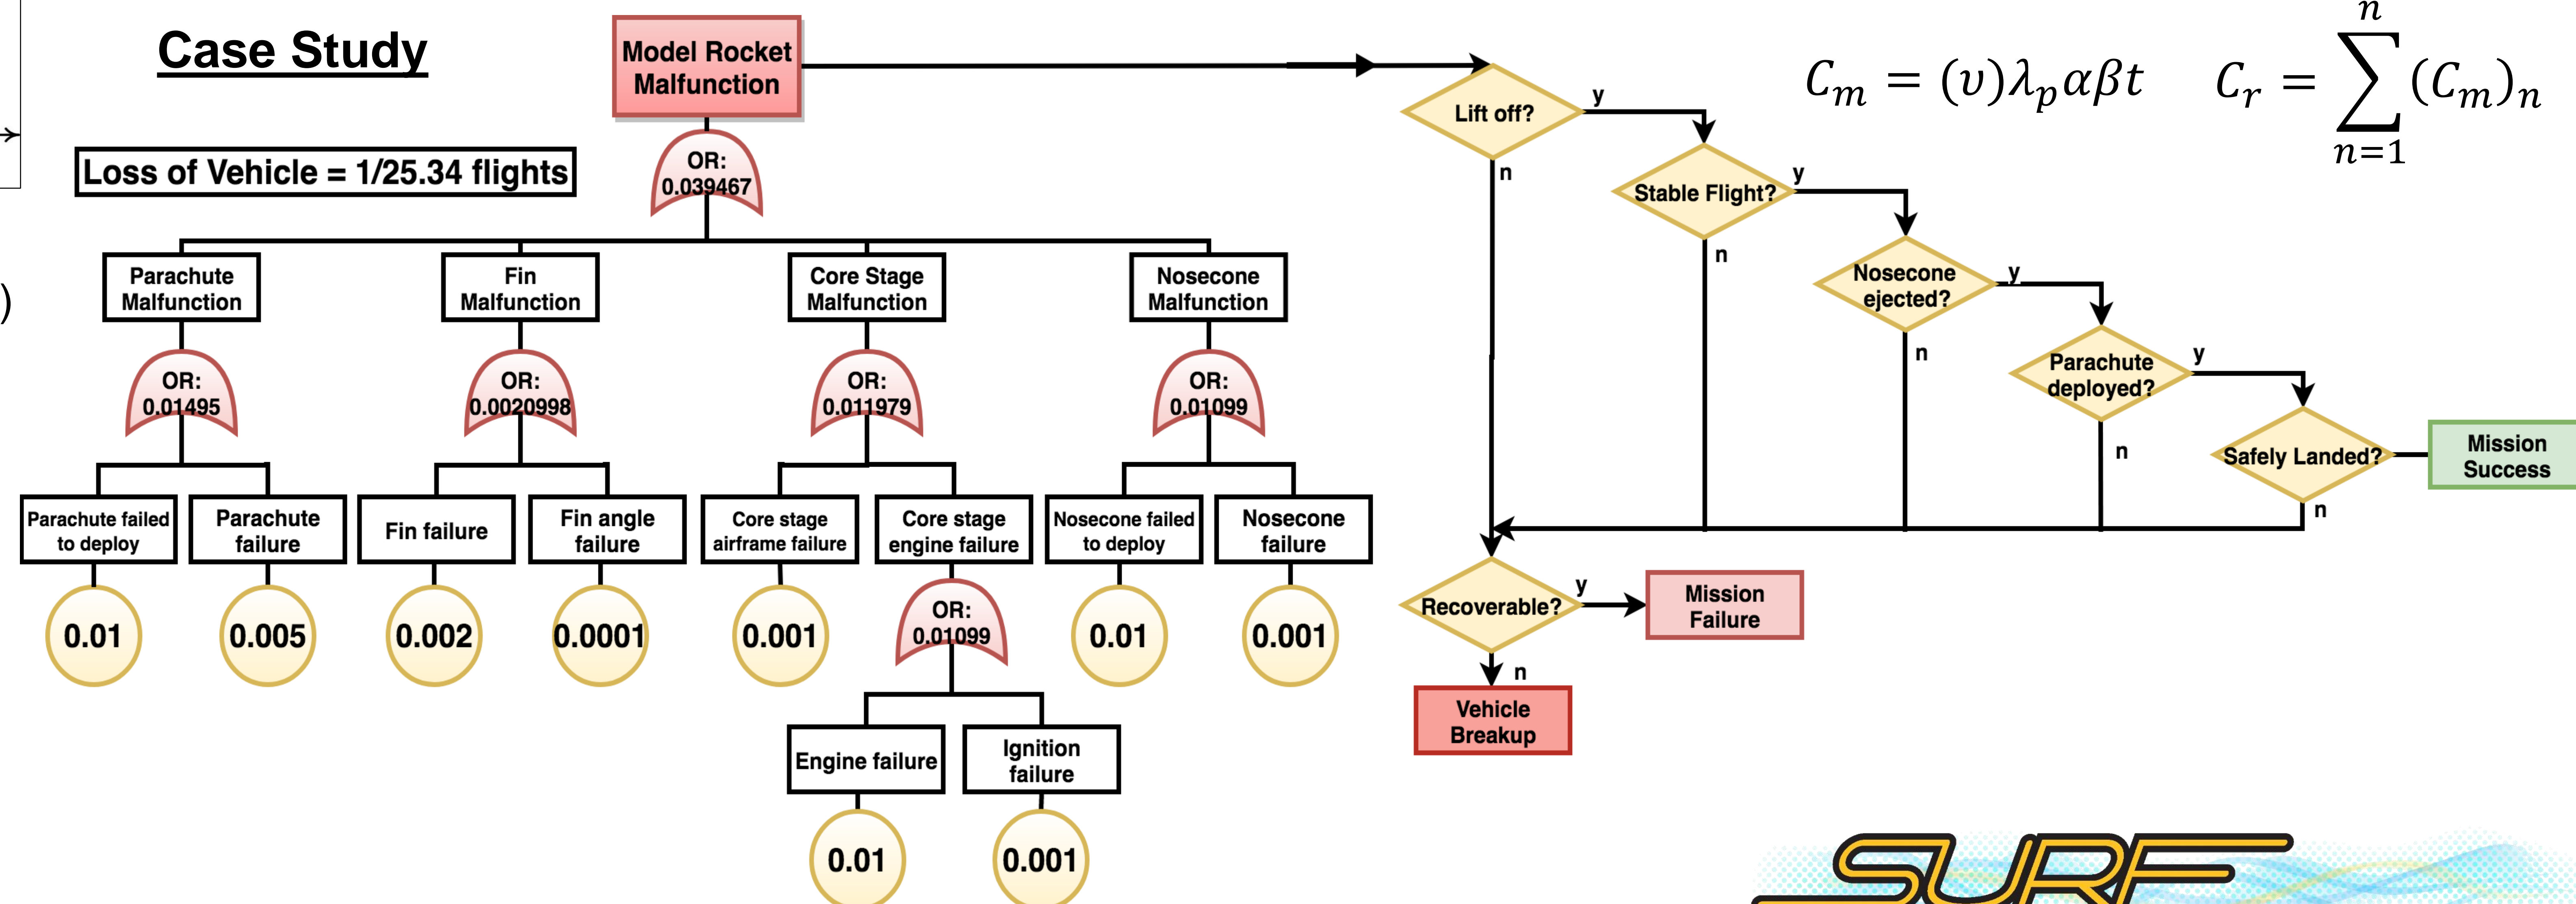 Case Study
Loss of Vehicle = 1/25.34 flights
Model Rocket
Malfunction
OR:
0.039467
Parachute
Malfunction
Fin
Malfunction
Core Stage
Malfunction
Nosecone
Malfunction
OR:
0.01495
OR:
0.0020998
OR:
0.011979
OR:
0.01099
Parachute failed
to deploy
Parachute
failure
Fin failure
Fin angle
failure
Core stage
airframe failure
Core stage
engine failure
Nosecone failed
to deploy
Nosecone
failure
0.01
0.005
0.002
0.0001
0.001
OR:
0.01099
0.01
0.001
Engine failure
Ignition
failure
0.01
0.001
Lift off?
y
n
Stable Flight?
y
n
Nosecone
ejected?
y
n
Parachute
deployed?
y
n
Safely Landed?
n
Mission
Success
Recoverable?
y
n
Mission
Failure
Vehicle
Breakup
C_m = (υ)λ_pαβt
C_r = ∑_{n=1}^{n} (C_m)_n
)
SURF